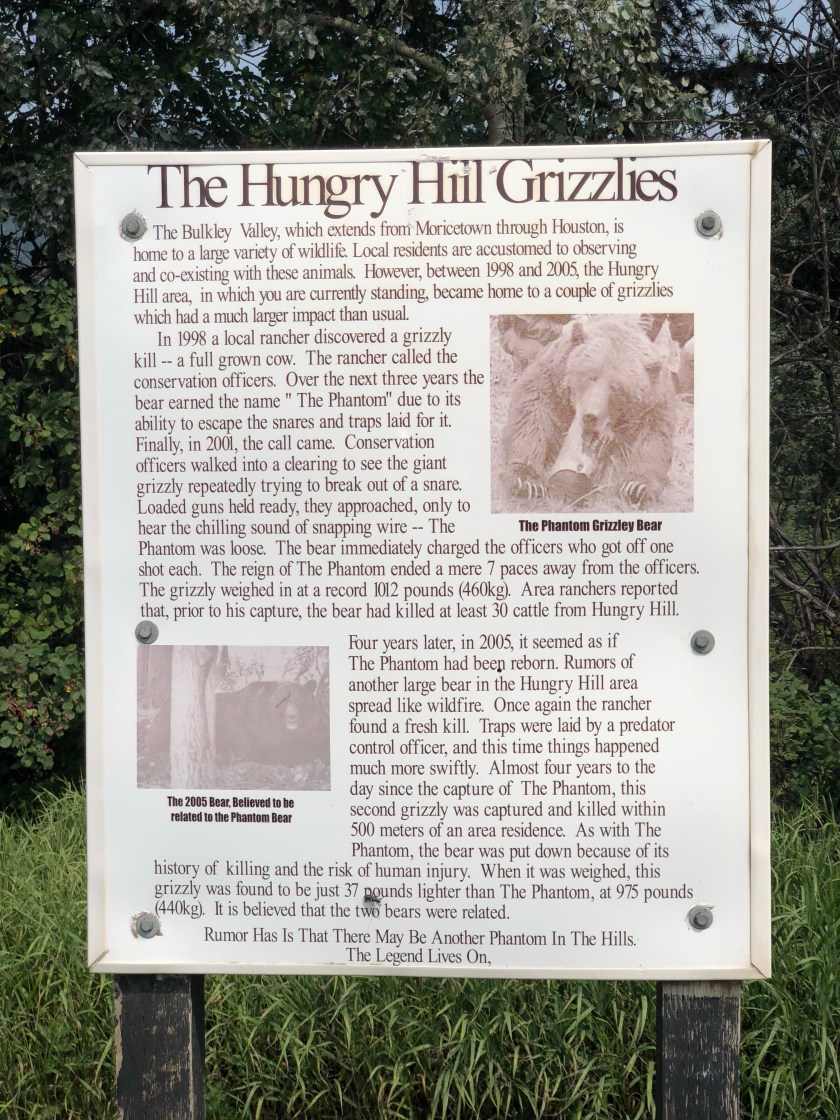 The Hungry Hill Grizzlies
The Bulkley Valley, which extends from Moricetown through Houston, is
home to a large variety of wildlife. Local residents are accustomed to observing
and co-existing with these animals. However, between 1998 and 2005, the Hungry
Hill area, in which you are currently standing, became home to a couple of grizzlies
which had a much larger impact than usual.
In 1998 a local rancher discovered a grizzly
kill -- a full grown cow. The rancher called the
conservation officers. Over the next three years the
bear earned the name " The Phantom" due to its
ability to escape the snares and traps laid for it.
Finally, in 2001, the call came. Conservation
officers walked into a clearing to see the giant
grizzly repeatedly trying to break out of a snare.
Loaded guns held ready, they approached, only to
hear the chilling sound of snapping wire -- The
Phantom was loose. The bear immediately charged the officers who got off one
shot each. The reign of The Phantom ended a mere 7 paces away from the officers.
The grizzly weighed in at a record 1012 pounds (460kg). Area ranchers reported
that, prior to his capture, the bear had killed at least 30 cattle from Hungry Hill.
The Phantom Grizzley Bear
Four years later, in 2005, it seemed as if
The Phantom had been reborn. Rumors of
another large bear in the Hungry Hill area
spread like wildfire. Once again the rancher
found a fresh kill. Traps were laid by a predator
control officer, and this time things happened
much more swiftly. Almost four years to the
day since the capture of The Phantom, this
second grizzly was captured and killed within
500 meters of an area residence. As with The
Phantom, the bear was put down because of its
history of killing and the risk of human injury. When it was weighed, this
grizzly was found to be just 37 pounds lighter than The Phantom, at 975 pounds
(440kg). It is believed that the two bears were related.
The 2005 Bear, Believed to be
related to the Phantom Bear
Rumor Has Is That There May Be Another Phantom In The Hills.
The Legend Lives On,